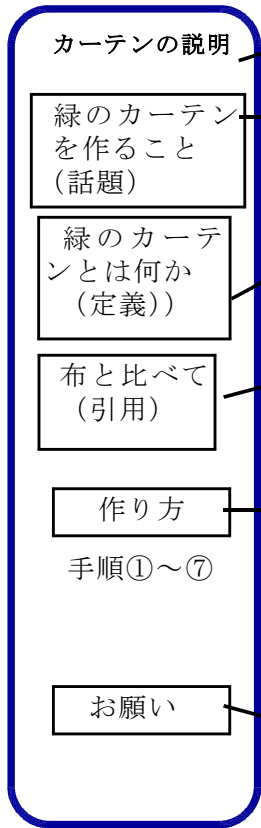 カーテンの説明
緑のカーテン
を作ること
(話題)
緑のカーテ
ンとは何か
(定義))
布と比べて
(引用)
作り方
手順①~⑦
お願い